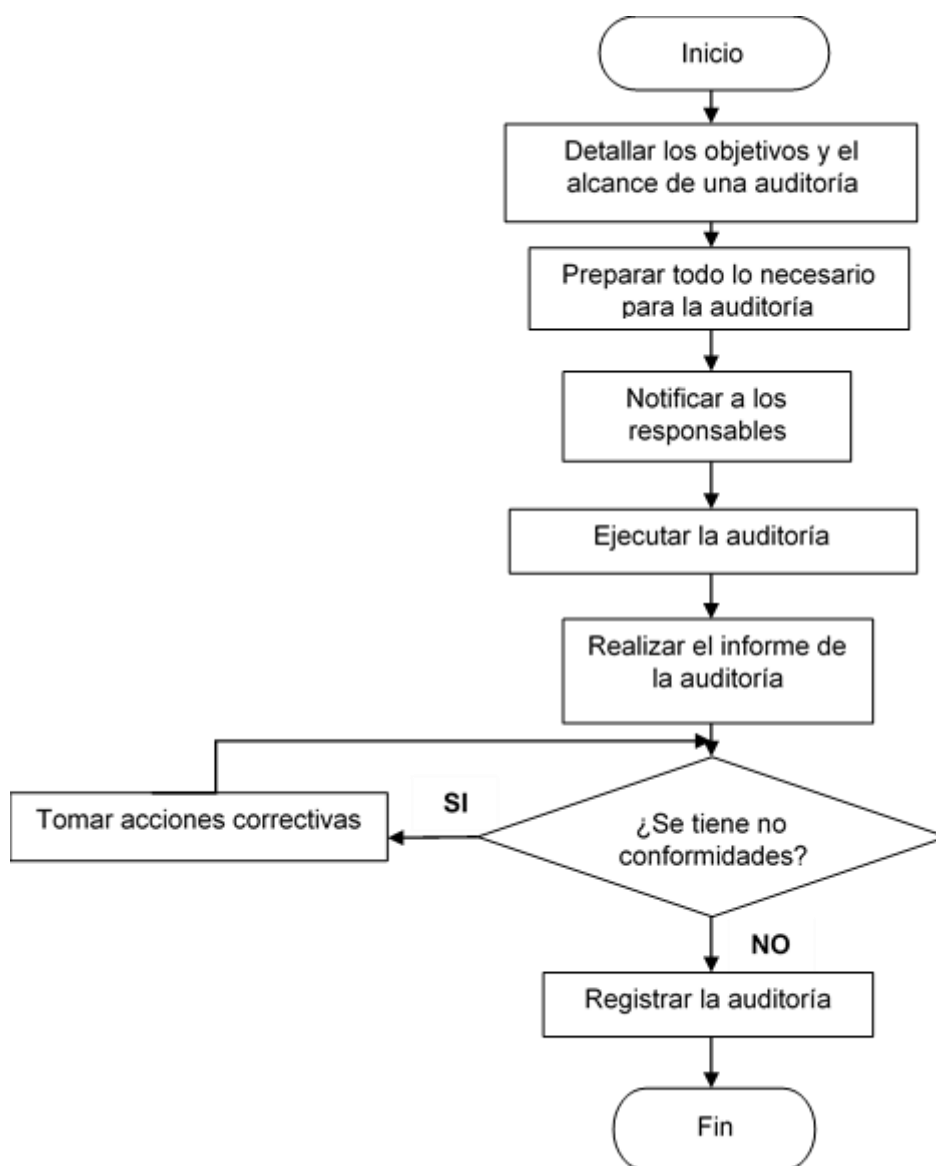 Inicio
Detallar los objetivos y el
alcance de una auditoría
Preparar todo lo necesario
para la auditoría
Notificar a los
responsables
Ejecutar la auditoría
Realizar el informe de
la auditoría
SI
Tomar acciones correctivas
¿Se tiene no
conformidades?
NO
Registrar la auditoría
Fin